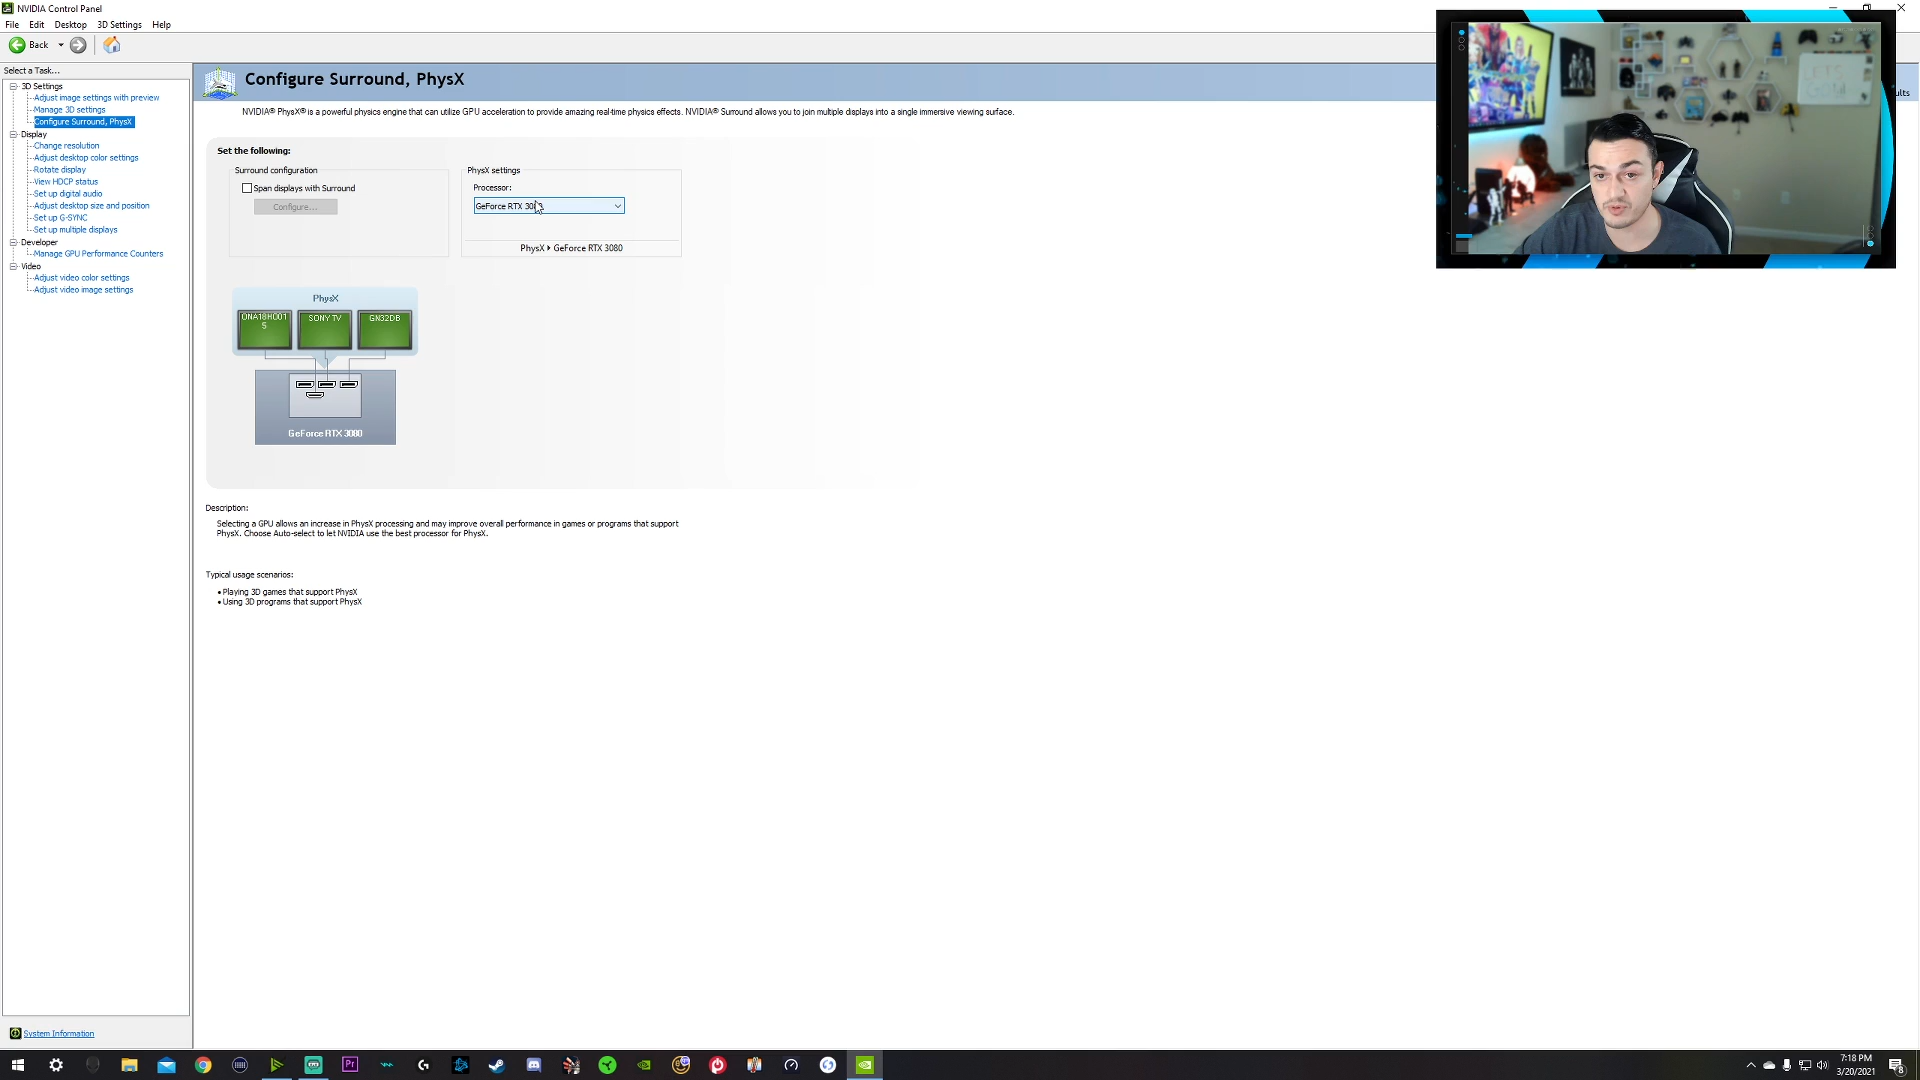 NVIDIA Control Panel
File Edit Desktop 3D Settings Help
Back
Select a Task...
3D Settings
Adjust image settings with preview
Manage 3D settings
Configure Surround, PhysX
Display
Change resolution
Adjust desktop color settings
Rotate display
View HDCP status
Set up digital audio
Adjust desktop size and position
Set up G-SYNC
Set up multiple displays
Developer
Manage GPU Performance Counters
Video
Adjust video color settings
Adjust video image settings
System Information
Configure Surround, PhysX
NVIDIA® PhysX® is a powerful physics engine that can utilize GPU acceleration to provide amazing real-time physics effects. NVIDIA® Surround allows you to join multiple displays into a single immersive viewing surface.
Set the following:
Surround configuration
Span displays with Surround
Configure...
PhysX settings
Processor:
GeForce RTX 3080
PhysX ▸ GeForce RTX 3080
PhysX
SONY TV
GN32DB
GeForce RTX 3080
Description:
Selecting a GPU allows an increase in PhysX processing and may improve overall performance in games or programs that support
PhysX. Choose Auto-select to let NVIDIA use the best processor for PhysX.
Typical usage scenarios:
• Playing 3D games that support PhysX
• Using 3D programs that support PhysX
LETS
ults
Pr
7:18 PM
3/20/2021
8